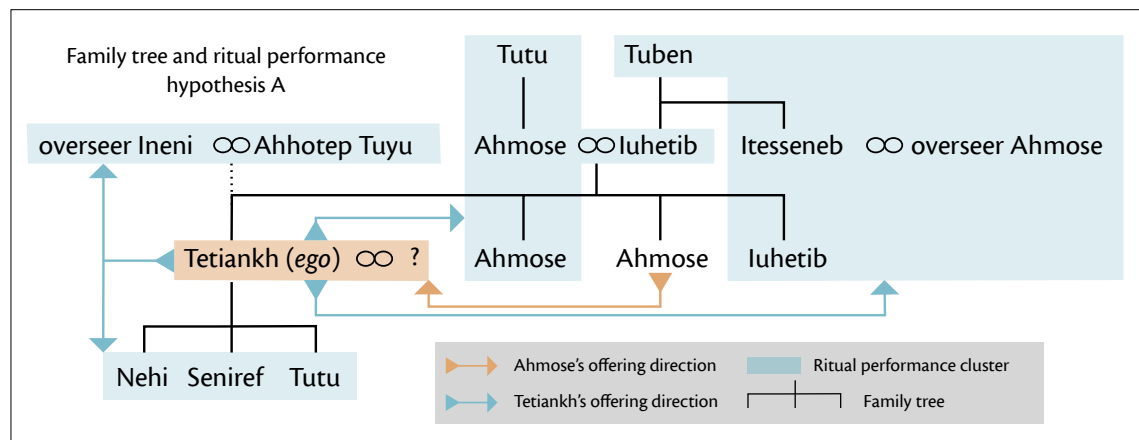 Family tree and ritual performance
hypothesis A
Tutu
Tuben
overseer Ineni ∞ Ahhotep Tuyu
Ahmose ∞ Iuhetib
Itesseneb ∞ overseer Ahmose
Tetiankh (ego) ∞ ?
Ahmose
Ahmose
Iuhetib
Nehi Seniref Tutu
Ahmose's offering direction
Ritual performance cluster
Tetiankh's offering direction
Family tree